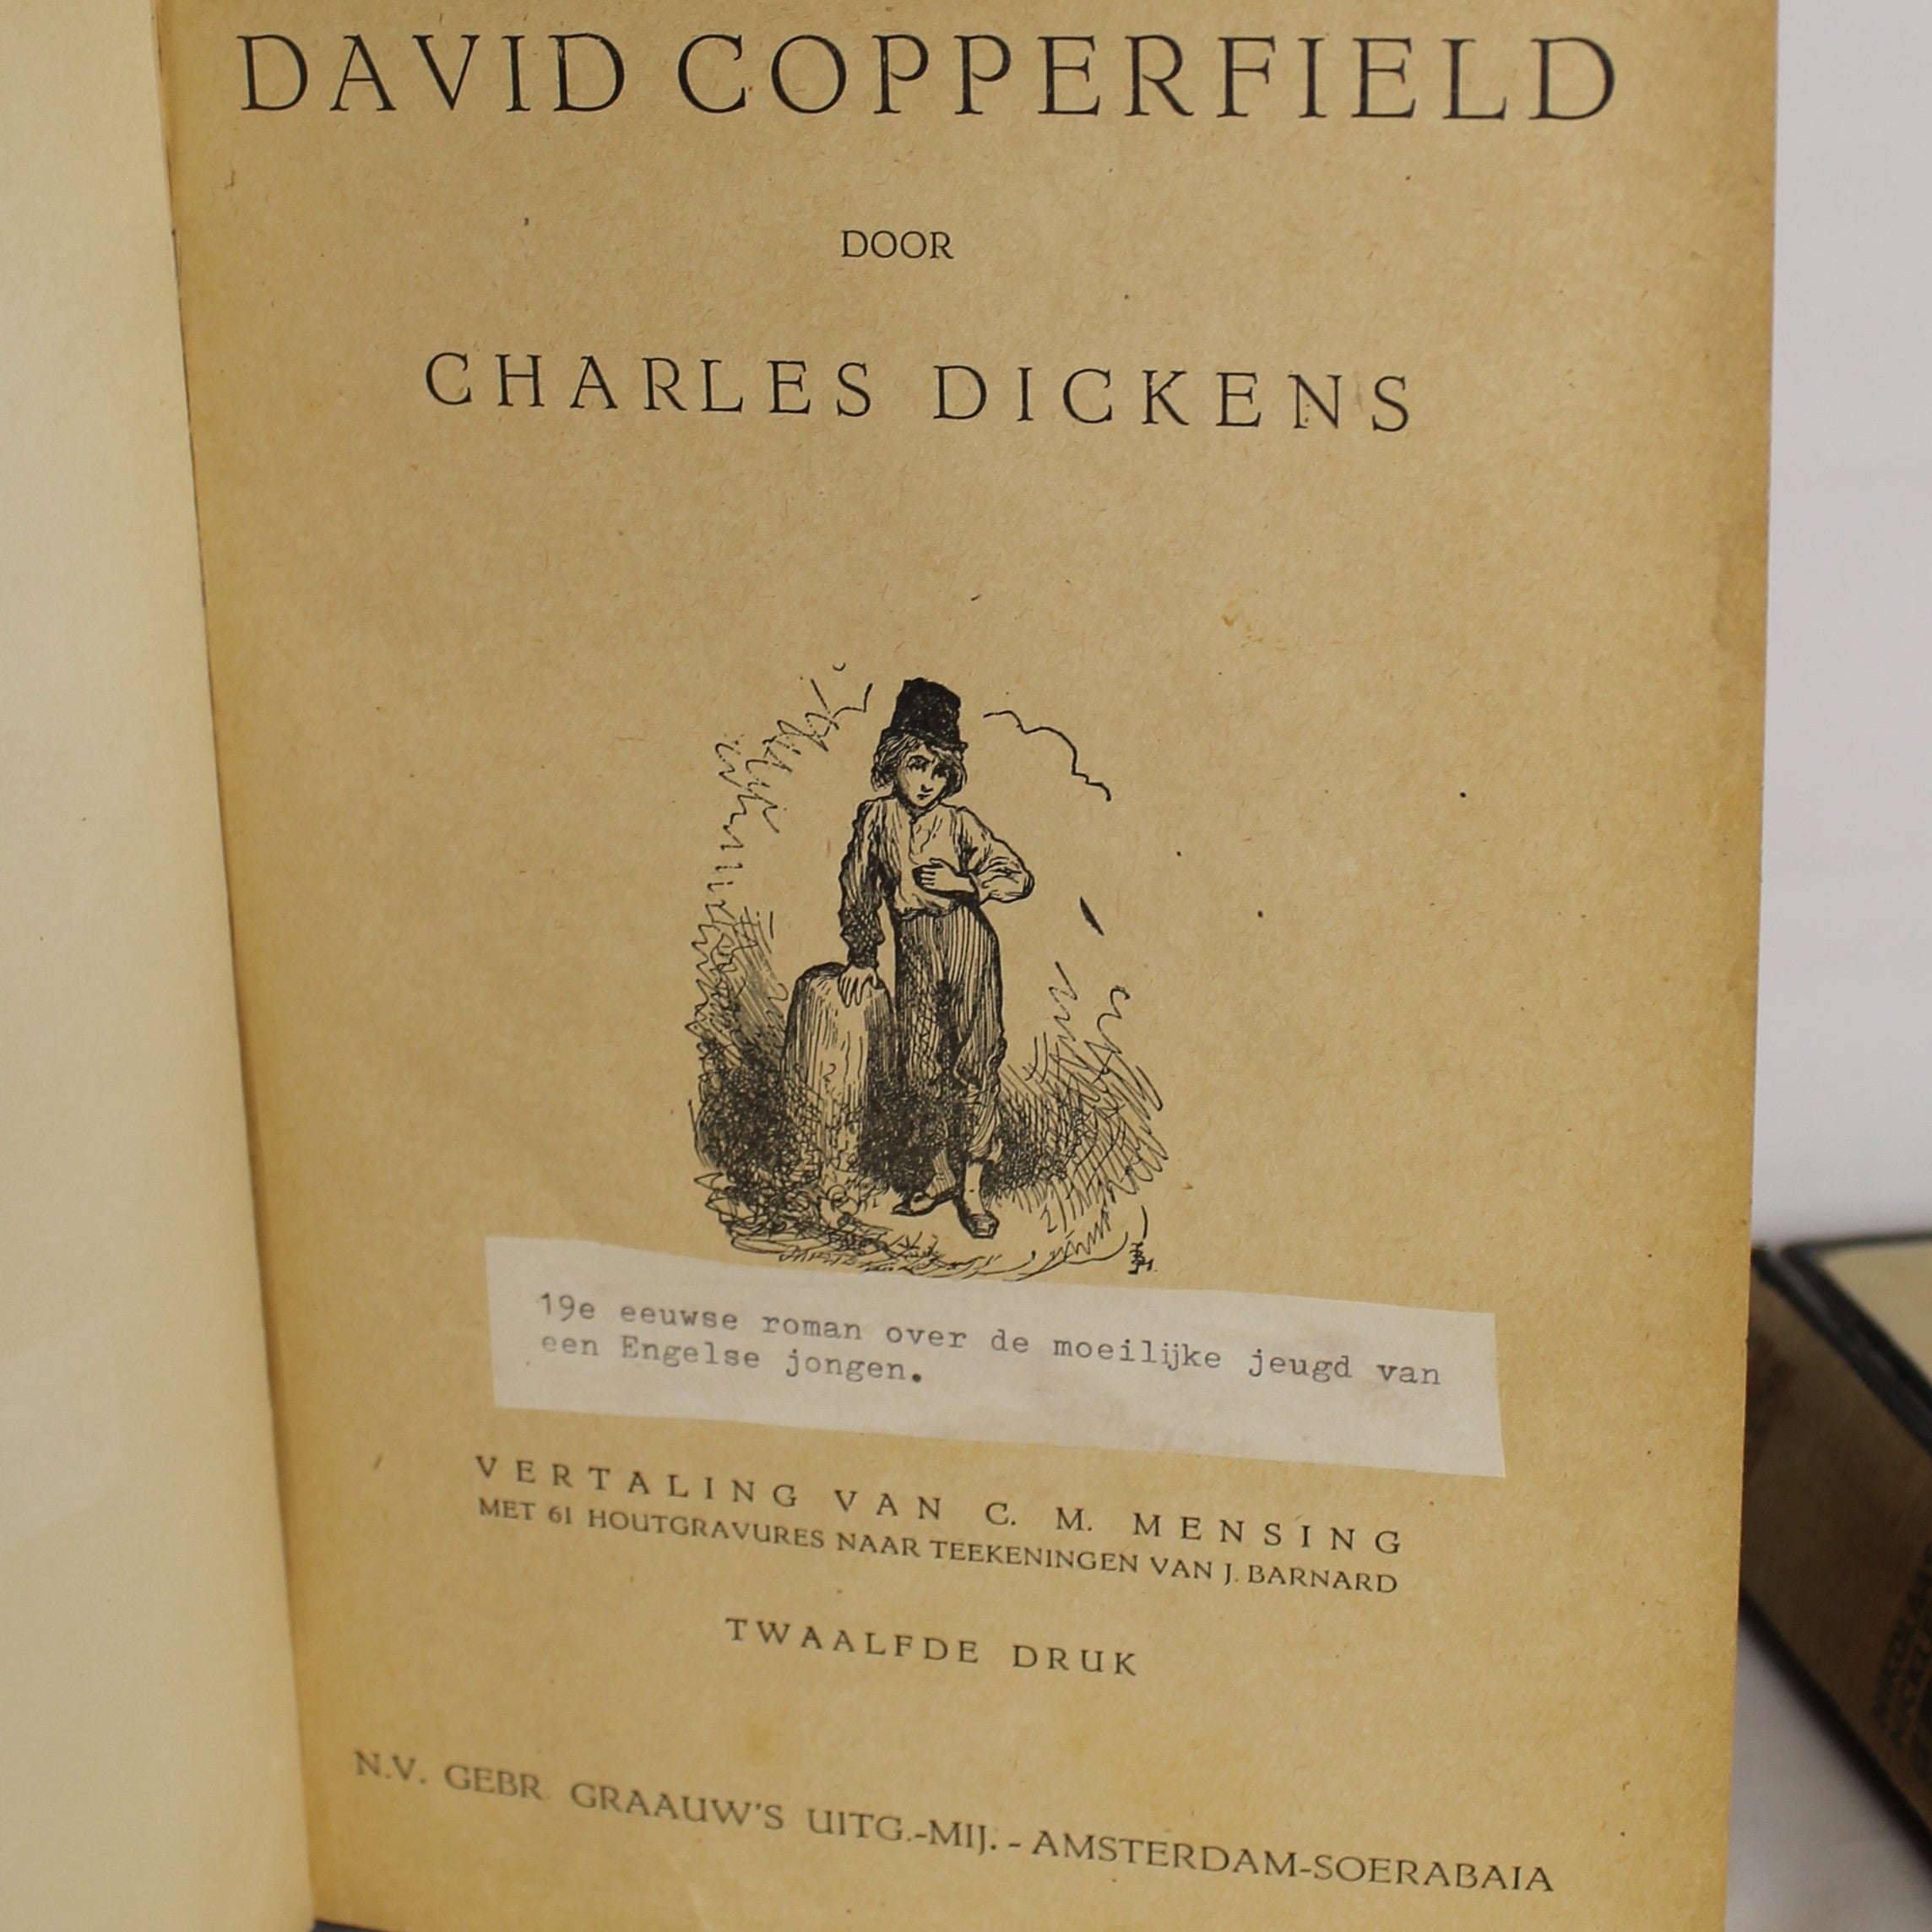 DAVID COPPERFIELD
DOOR
CHARLES DICKENS
19e eeuwse roman over de moeilijke jeugd van
een Engelse jongen.
VERTALING VAN C. M. MENSING
MET 61 HOUTGRAVURES NAAR TEEKENINGEN VAN J. BARNARD
TWAALFDE DRUK
N.V. GEBR. GRAAUW'S UITG.-MIJ. - AMSTERDAM-SOERABAIA